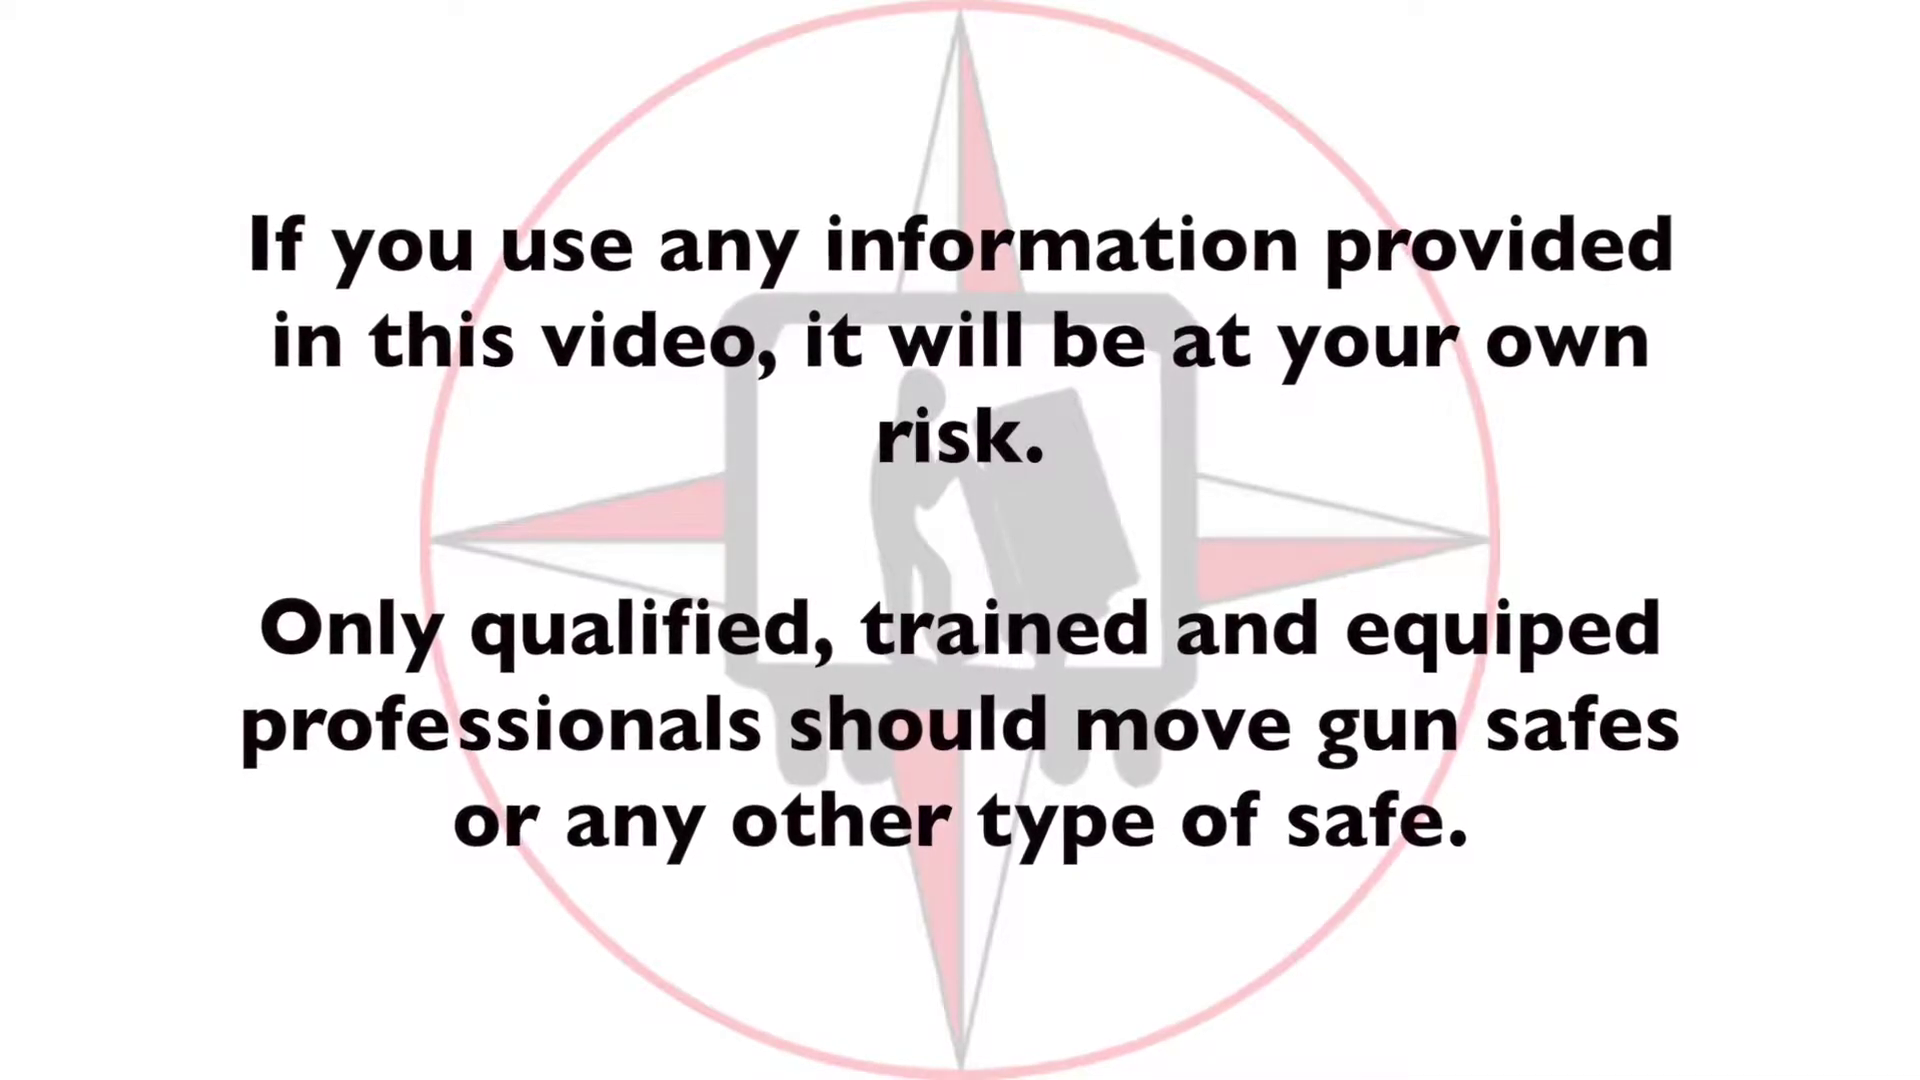 If you use any information provided
in this video, it will be at your own
risk.
Only qualified, trained and equiped
professionals should move gun safes
or any other type of safe.